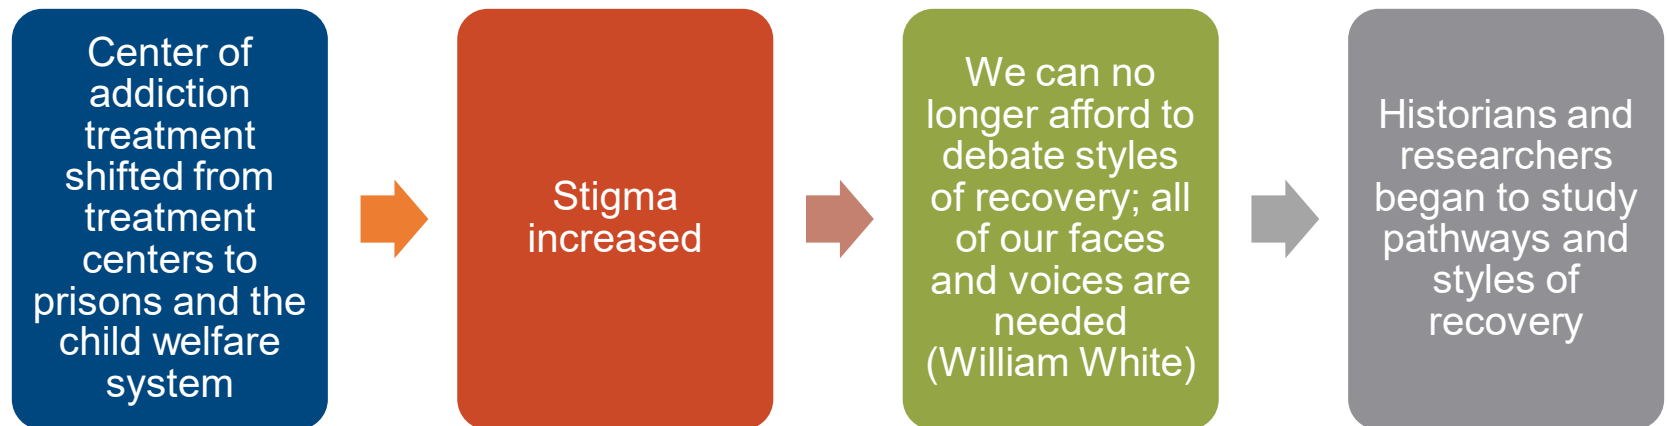 Center of
addiction
treatment
shifted from
treatment
centers to
prisons and the
child welfare
system
Stigma
increased
We can no
longer afford to
debate styles
of recovery; all
of our faces
and voices are
needed
(William White)
Historians and
researchers
began to study
pathways and
styles of
recovery